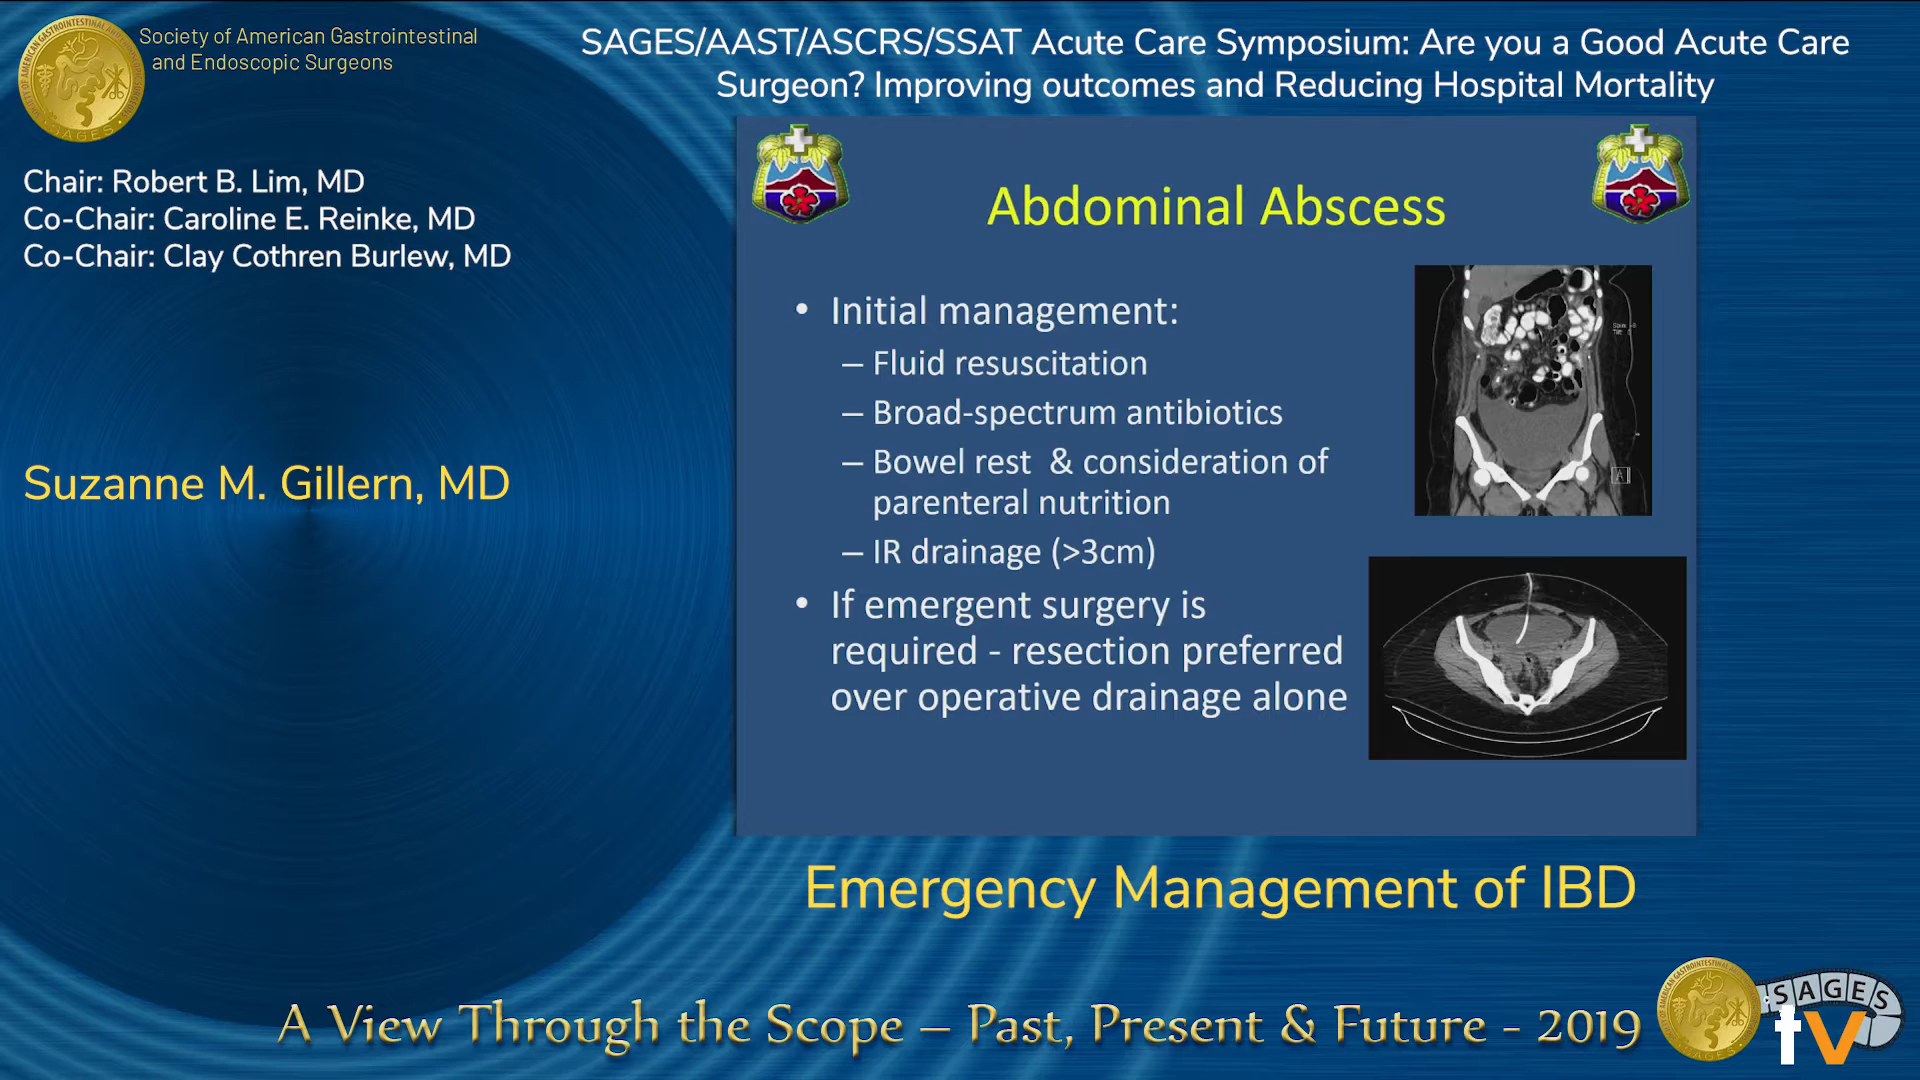 Society of American Gastrointestinal
and Endoscopic Surgeons
SAGES/AAST/ASCRS/SSAT Acute Care Symposium: Are you a Good Acute Care
Surgeon? Improving outcomes and Reducing Hospital Mortality
Chair: Robert B. Lim, MD
Co-Chair: Caroline E. Reinke, MD
Co-Chair: Clay Cothren Burlew, MD
Suzanne M. Gillern, MD
Abdominal Abscess
• Initial management:
– Fluid resuscitation
– Broad-spectrum antibiotics
– Bowel rest & consideration of
parenteral nutrition
– IR drainage (>3cm)
• If emergent surgery is
required - resection preferred
over operative drainage alone
Emergency Management of IBD
A View Through the Scope – Past, Present & Future - 2019
SAGES
tv